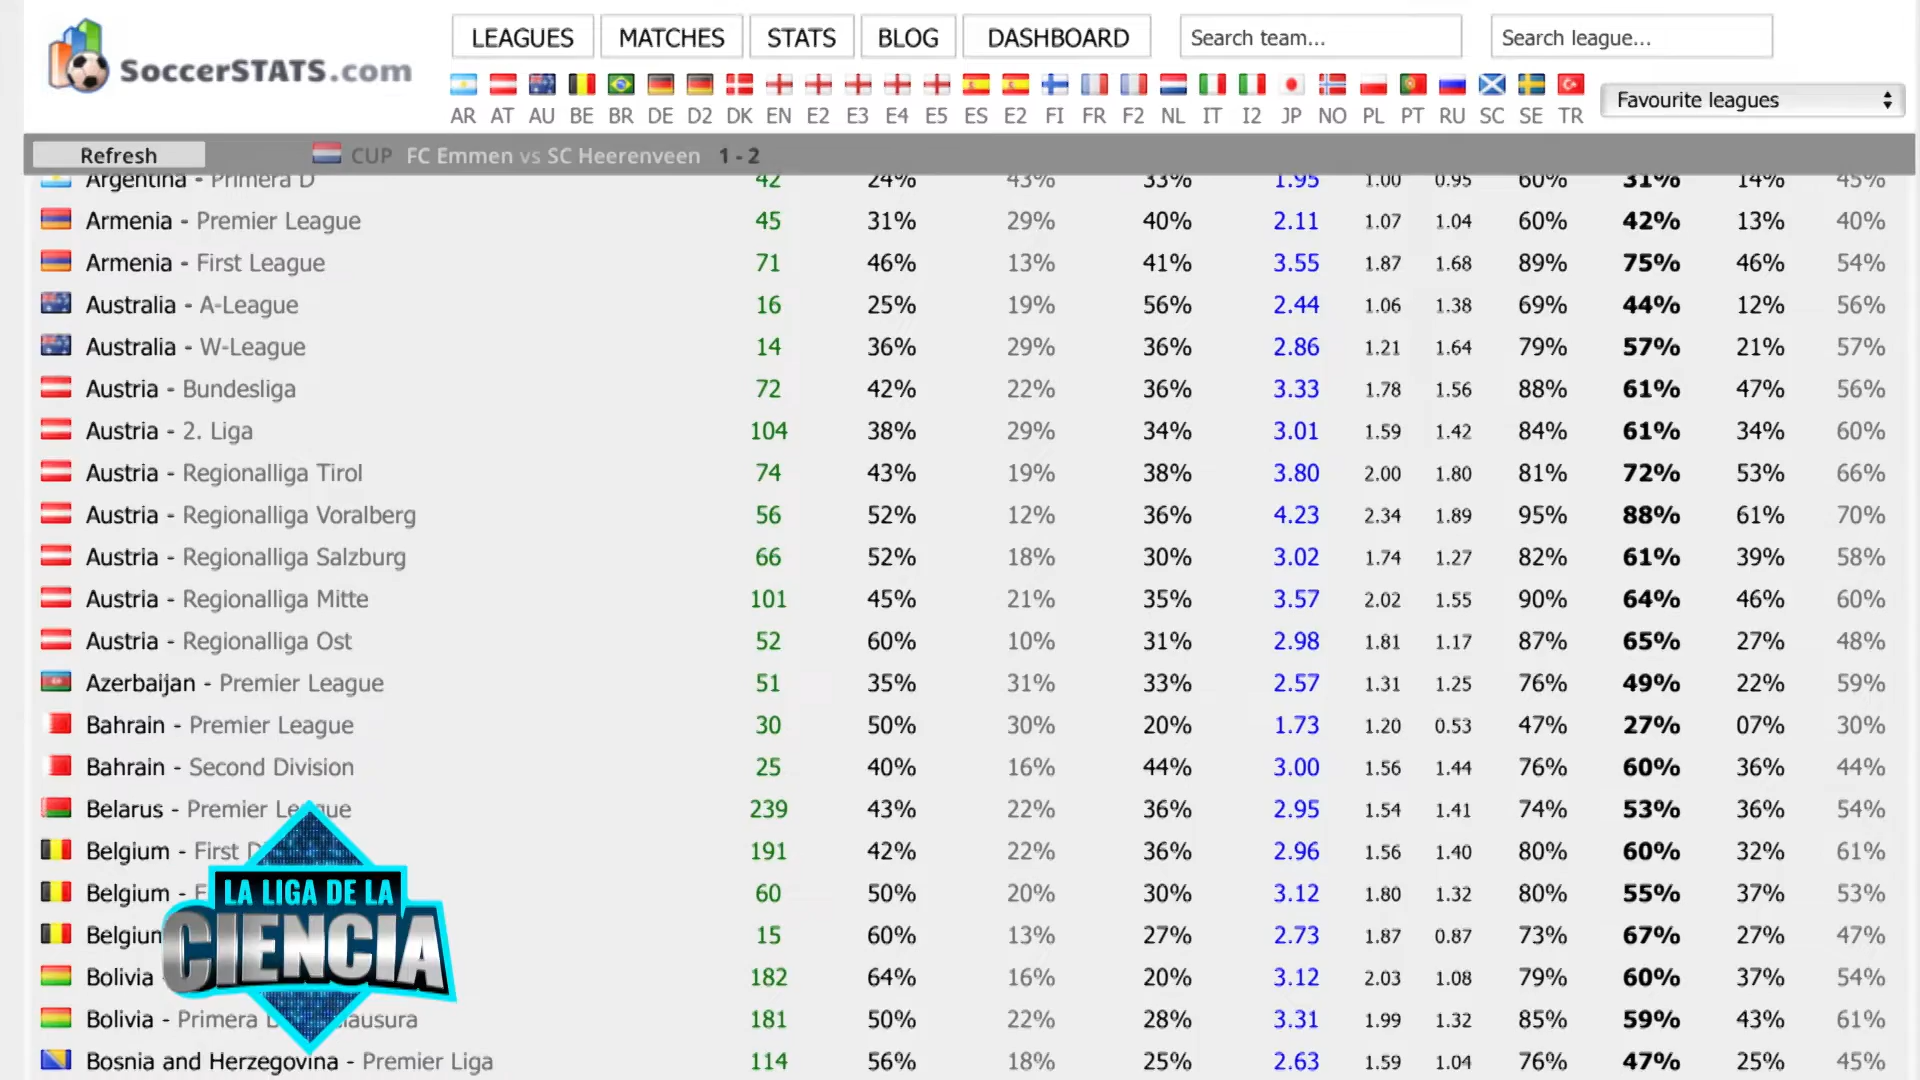 SoccerSTATS.com
LEAGUES MATCHES STATS BLOG DASHBOARD Search team... Search league...
AR AT AU BE BR DE D2 DK EN E2 E3 E4 E5 ES E2 FI FR F2 NL IT I2 JP NO PL PT RU SC SE TR
Favourite leagues
Refresh CUP FC Emmen vs SC Heerenveen 1 - 2
Argentina - Primera D 42 24% 43% 33% 1.95 1.00 0.95 60% 31% 14% 45%
Armenia - Premier League 45 31% 29% 40% 2.11 1.07 1.04 60% 42% 13% 40%
Armenia - First League 71 46% 13% 41% 3.55 1.87 1.68 89% 75% 46% 54%
Australia - A-League 16 25% 19% 56% 2.44 1.06 1.38 69% 44% 12% 56%
Australia - W-League 14 36% 29% 36% 2.86 1.21 1.64 79% 57% 21% 57%
Austria - Bundesliga 72 42% 22% 36% 3.33 1.78 1.56 88% 61% 47% 56%
Austria - 2. Liga 104 38% 29% 34% 3.01 1.59 1.42 84% 61% 34% 60%
Austria - Regionalliga Tirol 74 43% 19% 38% 3.80 2.00 1.80 81% 72% 53% 66%
Austria - Regionalliga Voralberg 56 52% 12% 36% 4.23 2.34 1.89 95% 88% 61% 70%
Austria - Regionalliga Salzburg 66 52% 18% 30% 3.02 1.74 1.27 82% 61% 39% 58%
Austria - Regionalliga Mitte 101 45% 21% 35% 3.57 2.02 1.55 90% 64% 46% 60%
Austria - Regionalliga Ost 52 60% 10% 31% 2.98 1.81 1.17 87% 65% 27% 48%
Azerbaijan - Premier League 51 35% 31% 33% 2.57 1.31 1.25 76% 49% 22% 59%
Bahrain - Premier League 30 50% 30% 20% 1.73 1.20 0.53 47% 27% 07% 30%
Bahrain - Second Division 25 40% 16% 44% 3.00 1.56 1.44 76% 60% 36% 44%
Belarus - Premier League 239 43% 22% 36% 2.95 1.54 1.41 74% 53% 36% 54%
Belgium - First 191 42% 22% 36% 2.96 1.56 1.40 80% 60% 32% 61%
Belgium - 60 50% 20% 30% 3.12 1.80 1.32 80% 55% 37% 53%
Belgium 15 60% 13% 27% 2.73 1.87 0.87 73% 67% 27% 47%
Bolivia 182 64% 16% 20% 3.12 2.03 1.08 79% 60% 37% 54%
Bolivia - Primera 181 50% 22% 28% 3.31 1.99 1.32 85% 59% 43% 61%
Bosnia and Herzegovina - Premier Liga 114 56% 18% 25% 2.63 1.59 1.04 76% 47% 25% 45%
LA LIGA DE LA
CIENCIA